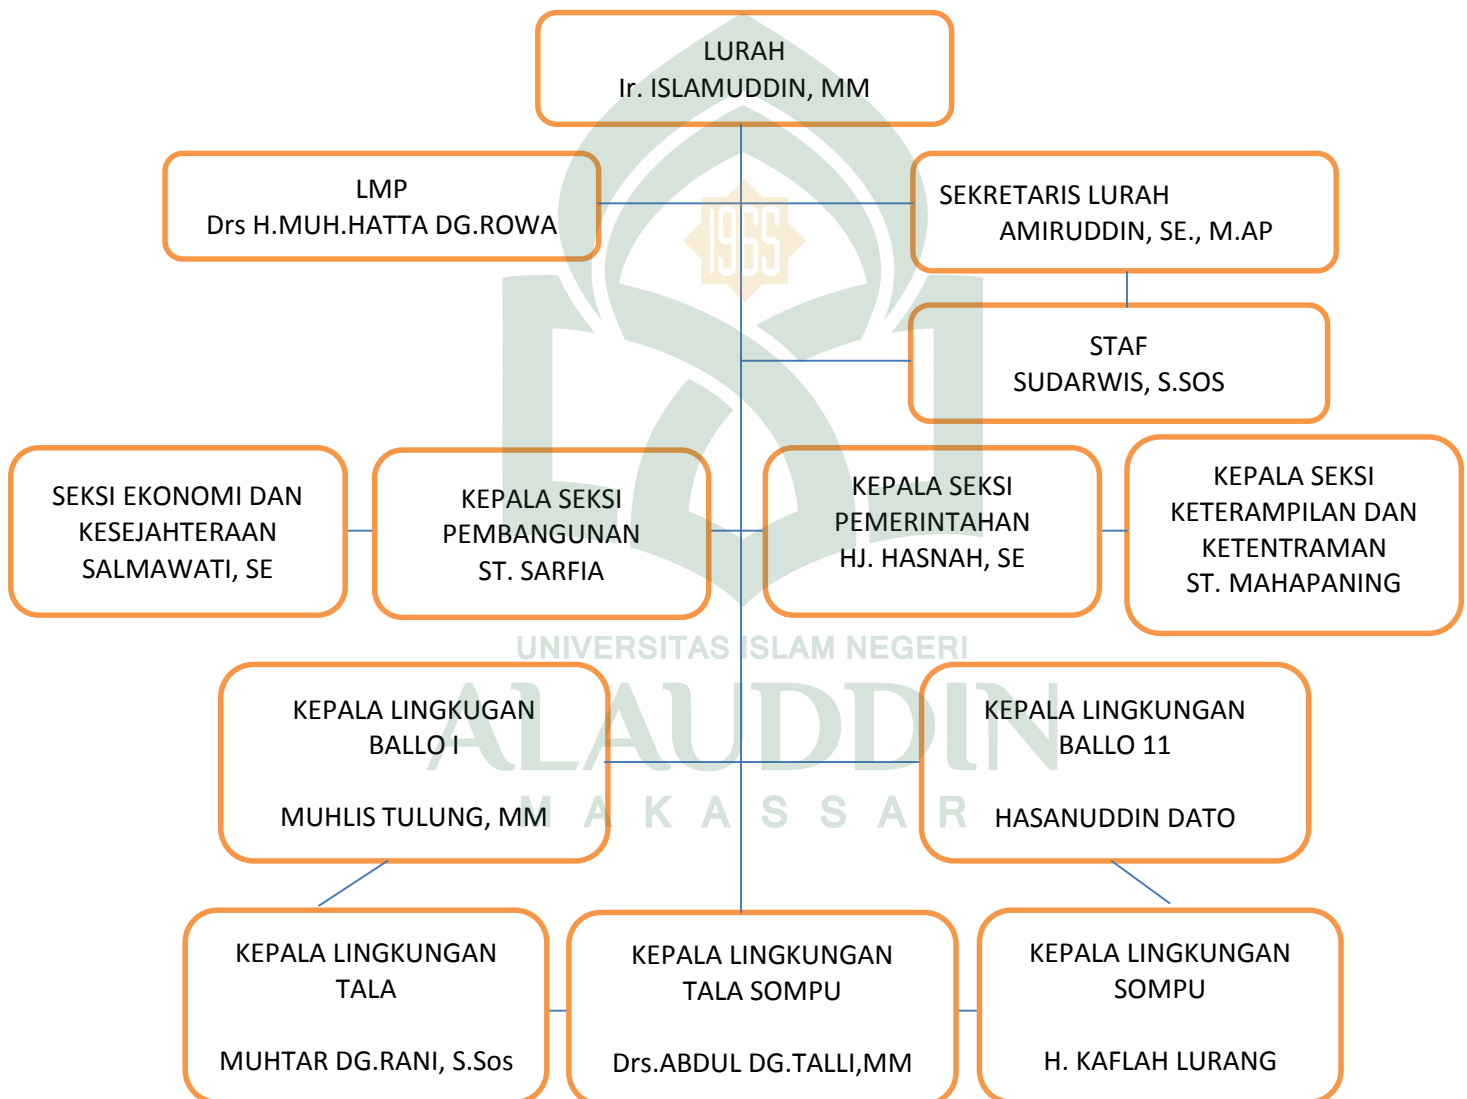 LURAH
Ir. ISLAMUDDIN, MM
LMP
Drs H.MUH.HATTA DG.ROWA
SEKRETARIS LURAH
AMIRUDDIN, SE., M.AP
1965
STAF
SUDARWIS, S.SOS
SEKSI EKONOMI DAN
KESEJAHTERAAN
SALMAWATI, SE
KEPALA SEKSI
PEMBANGUNAN
ST. SARFIA
KEPALA SEKSI
PEMERINTAHAN
HJ. HASNAH, SE
KEPALA SEKSI
KETERAMPILAN DAN
KETENTRAMAN
ST. MAHAPANING
UNIVERSITAS ISLAM NEGERI
ALAUDDIN
MAKASSAR
KEPALA LINGKUGAN
BALLO I
MUHLIS TULUNG, MM
KEPALA LINGKUNGAN
BALLO 11
HASANUDDIN DATO
KEPALA LINGKUNGAN
TALA
MUHTAR DG.RANI, S.Sos
KEPALA LINGKUNGAN
TALA SOMPU
Drs.ABDUL DG.TALLI,MM
KEPALA LINGKUNGAN
SOMPU
H. KAFLAH LURANG